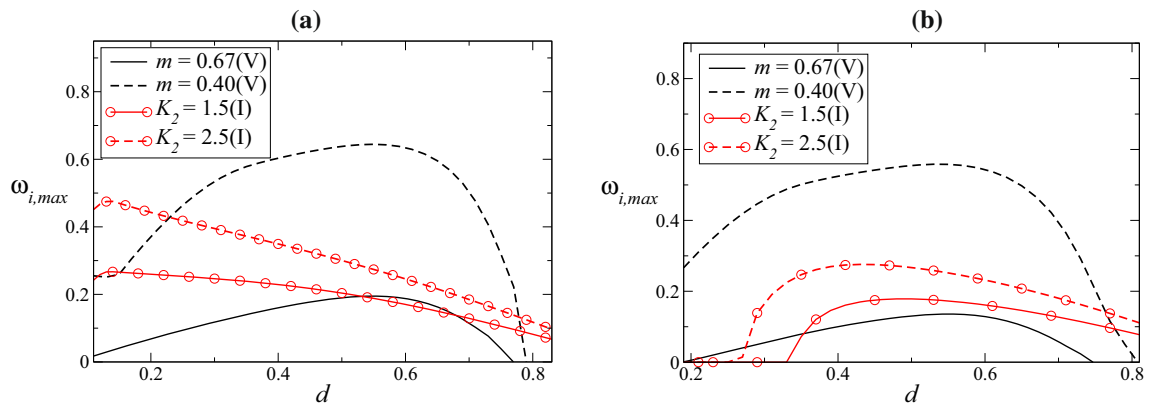 (a)
m = 0.67(V)
m = 0.40(V)
K2 = 1.5(I)
K2 = 2.5(I)
0.8
0.6
0.4
0.2
0
ωi,max
0.2 0.4 0.6 0.8
d
(b)
m = 0.67(V)
m = 0.40(V)
K2 = 1.5(I)
K2 = 2.5(I)
0.8
0.6
0.4
0.2
0
ωi,max
0.2 0.4 0.6 0.8
d